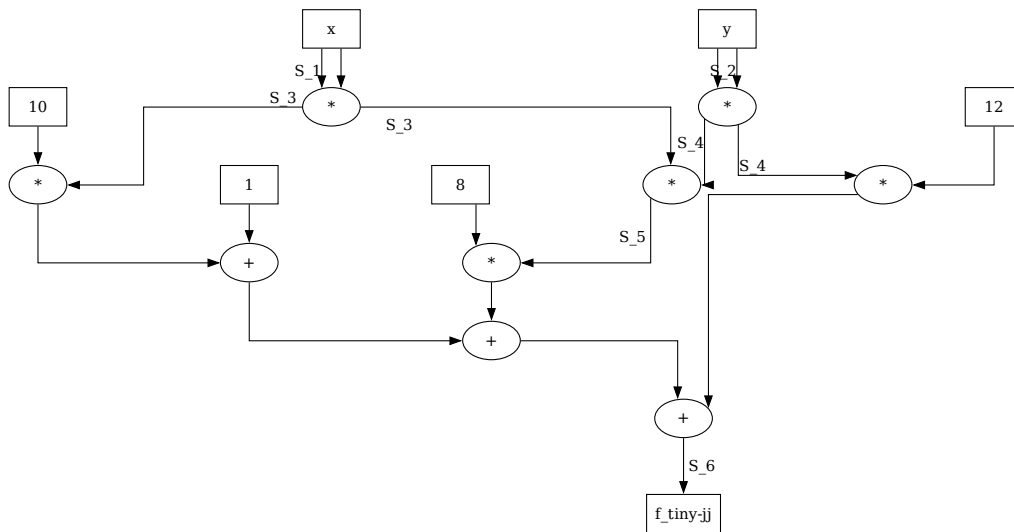 x
y
S_1
S_2
10
S_3
*
*
12
S_3
S_4
S_4
*
1
8
*
*
S_5
+
*
+
+
S_6
f_tiny-jj